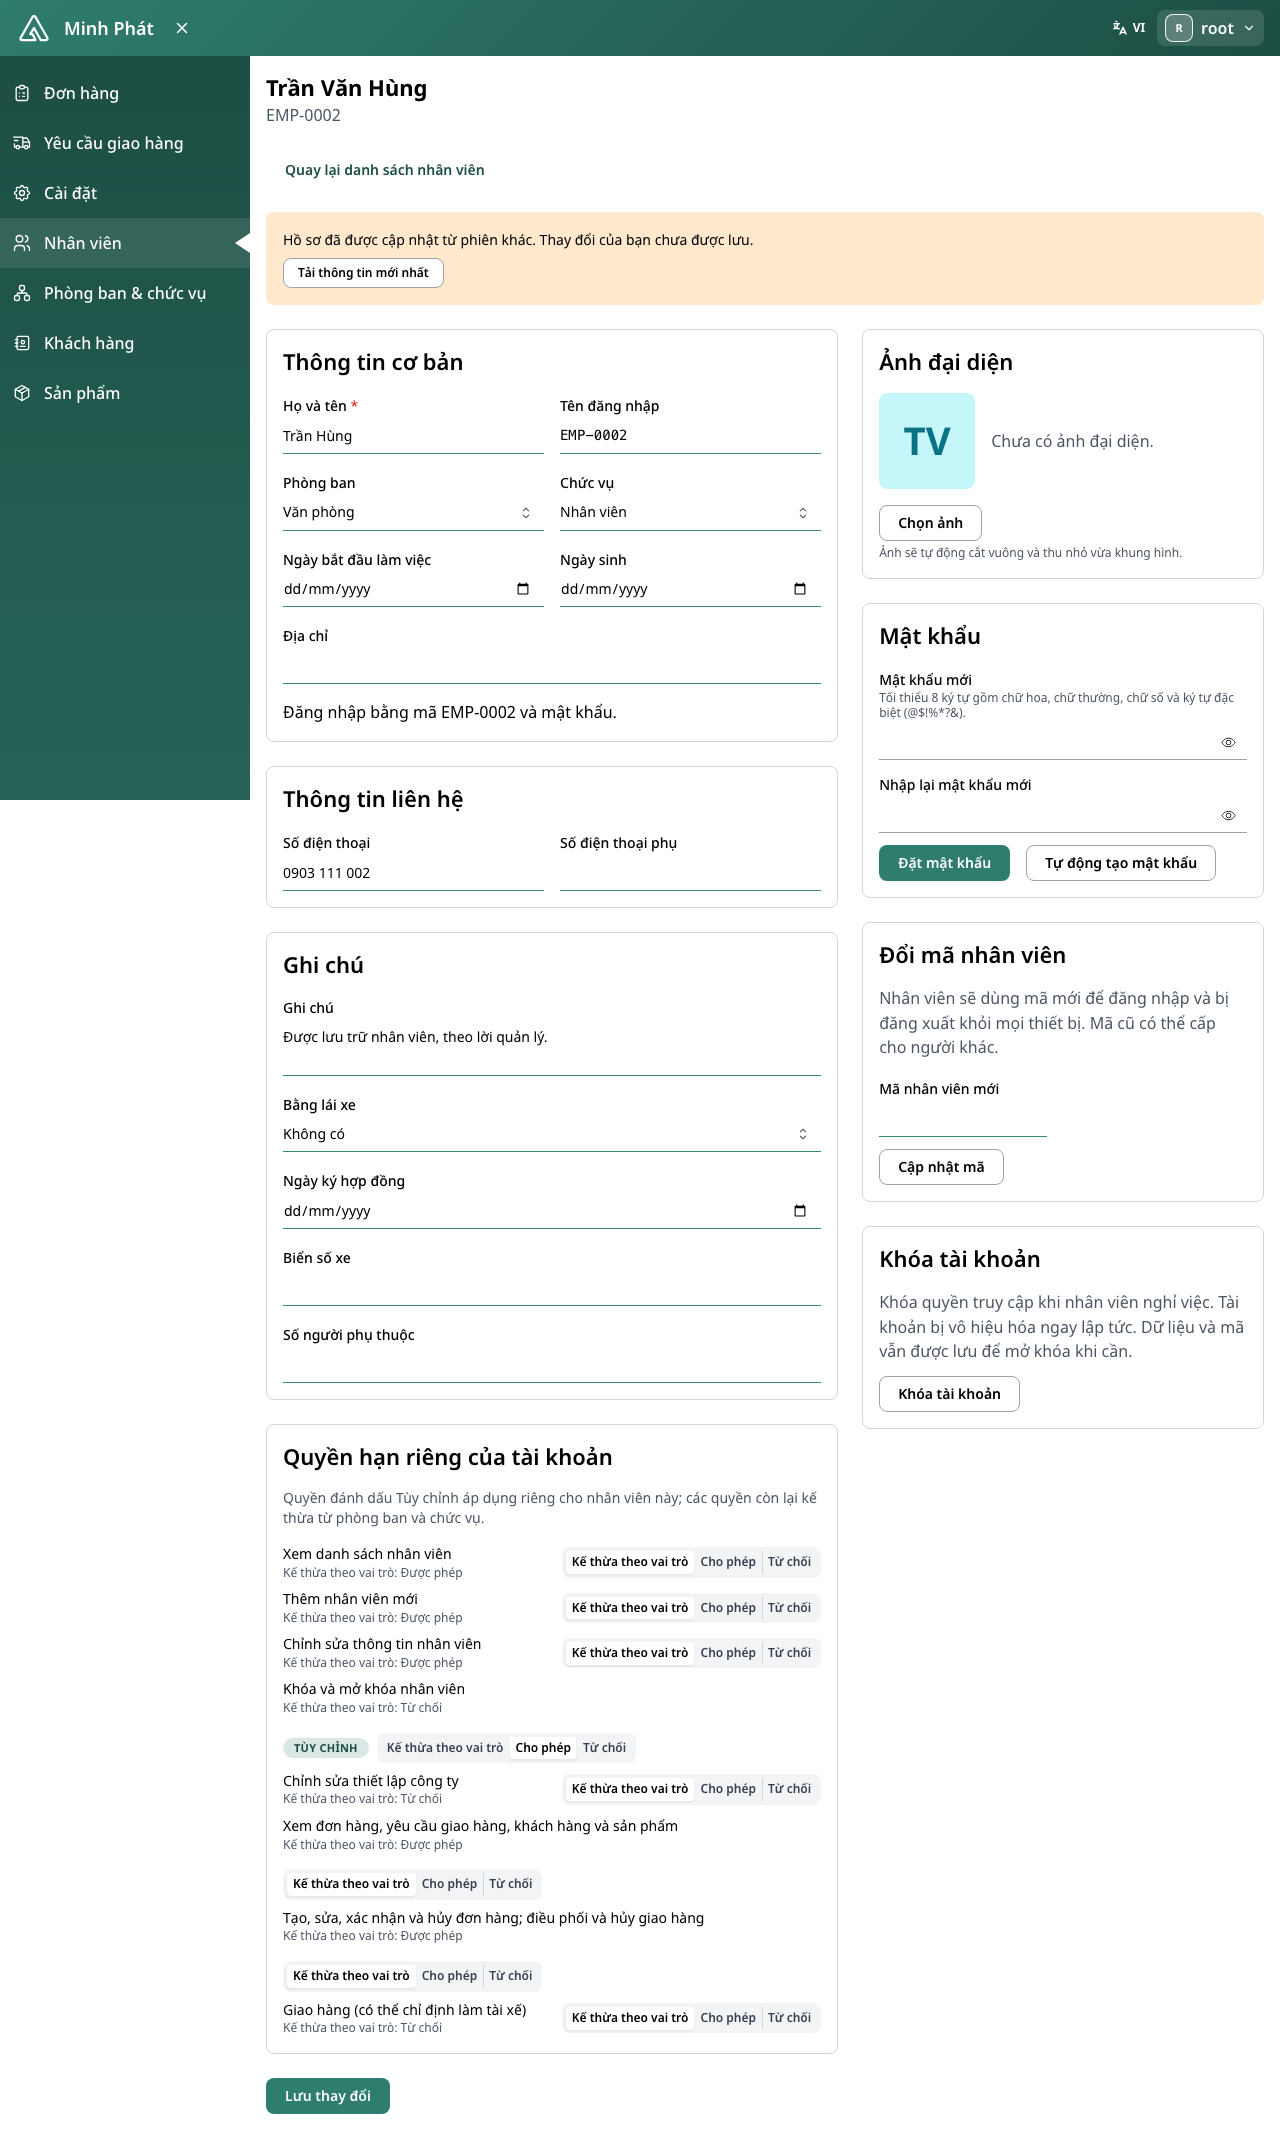 Minh Phát
VI
R
root
Đơn hàng
Yêu cầu giao hàng
Cài đặt
Nhân viên
Phòng ban & chức vụ
Khách hàng
Sản phẩm
Trần Văn Hùng
EMP-0002
Quay lại danh sách nhân viên
Hồ sơ đã được cập nhật từ phiên khác. Thay đổi của bạn chưa được lưu.
Tải thông tin mới nhất
Thông tin cơ bản
Họ và tên *
Trần Hùng
Tên đăng nhập
EMP-0002
Phòng ban
Văn phòng
Chức vụ
Nhân viên
Ngày bắt đầu làm việc
dd/mm/yyyy
Ngày sinh
dd/mm/yyyy
Địa chỉ
Đăng nhập bằng mã EMP-0002 và mật khẩu.
Thông tin liên hệ
Số điện thoại
0903 111 002
Số điện thoại phụ
Ghi chú
Ghi chú
Được lưu trữ nhân viên, theo lời quản lý.
Bằng lái xe
Không có
Ngày ký hợp đồng
dd/mm/yyyy
Biển số xe
Số người phụ thuộc
Quyền hạn riêng của tài khoản
Quyền đánh dấu Tùy chỉnh áp dụng riêng cho nhân viên này; các quyền còn lại kế
thừa từ phòng ban và chức vụ.
Xem danh sách nhân viên
Kế thừa theo vai trò: Được phép
Kế thừa theo vai trò Cho phép Từ chối
Thêm nhân viên mới
Kế thừa theo vai trò: Được phép
Kế thừa theo vai trò Cho phép Từ chối
Chỉnh sửa thông tin nhân viên
Kế thừa theo vai trò: Được phép
Kế thừa theo vai trò Cho phép Từ chối
Khóa và mở khóa nhân viên
Kế thừa theo vai trò: Từ chối
TÙY CHỈNH Kế thừa theo vai trò Cho phép Từ chối
Chỉnh sửa thiết lập công ty
Kế thừa theo vai trò: Từ chối
Kế thừa theo vai trò Cho phép Từ chối
Xem đơn hàng, yêu cầu giao hàng, khách hàng và sản phẩm
Kế thừa theo vai trò: Được phép
Kế thừa theo vai trò Cho phép Từ chối
Tạo, sửa, xác nhận và hủy đơn hàng; điều phối và hủy giao hàng
Kế thừa theo vai trò: Được phép
Kế thừa theo vai trò Cho phép Từ chối
Giao hàng (có thể chỉ định làm tài xế)
Kế thừa theo vai trò: Từ chối
Kế thừa theo vai trò Cho phép Từ chối
Lưu thay đổi
Ảnh đại diện
TV
Chưa có ảnh đại diện.
Chọn ảnh
Ảnh sẽ tự động cắt vuông và thu nhỏ vừa khung hình.
Mật khẩu
Mật khẩu mới
Tối thiểu 8 ký tự gồm chữ hoa, chữ thường, chữ số và ký tự đặc
biệt (@$!%*?&).
Nhập lại mật khẩu mới
Đặt mật khẩu
Tự động tạo mật khẩu
Đổi mã nhân viên
Nhân viên sẽ dùng mã mới để đăng nhập và bị
đăng xuất khỏi mọi thiết bị. Mã cũ có thể cấp
cho người khác.
Mã nhân viên mới
Cập nhật mã
Khóa tài khoản
Khóa quyền truy cập khi nhân viên nghỉ việc. Tài
khoản bị vô hiệu hóa ngay lập tức. Dữ liệu và mã
vẫn được lưu để mở khóa khi cần.
Khóa tài khoản